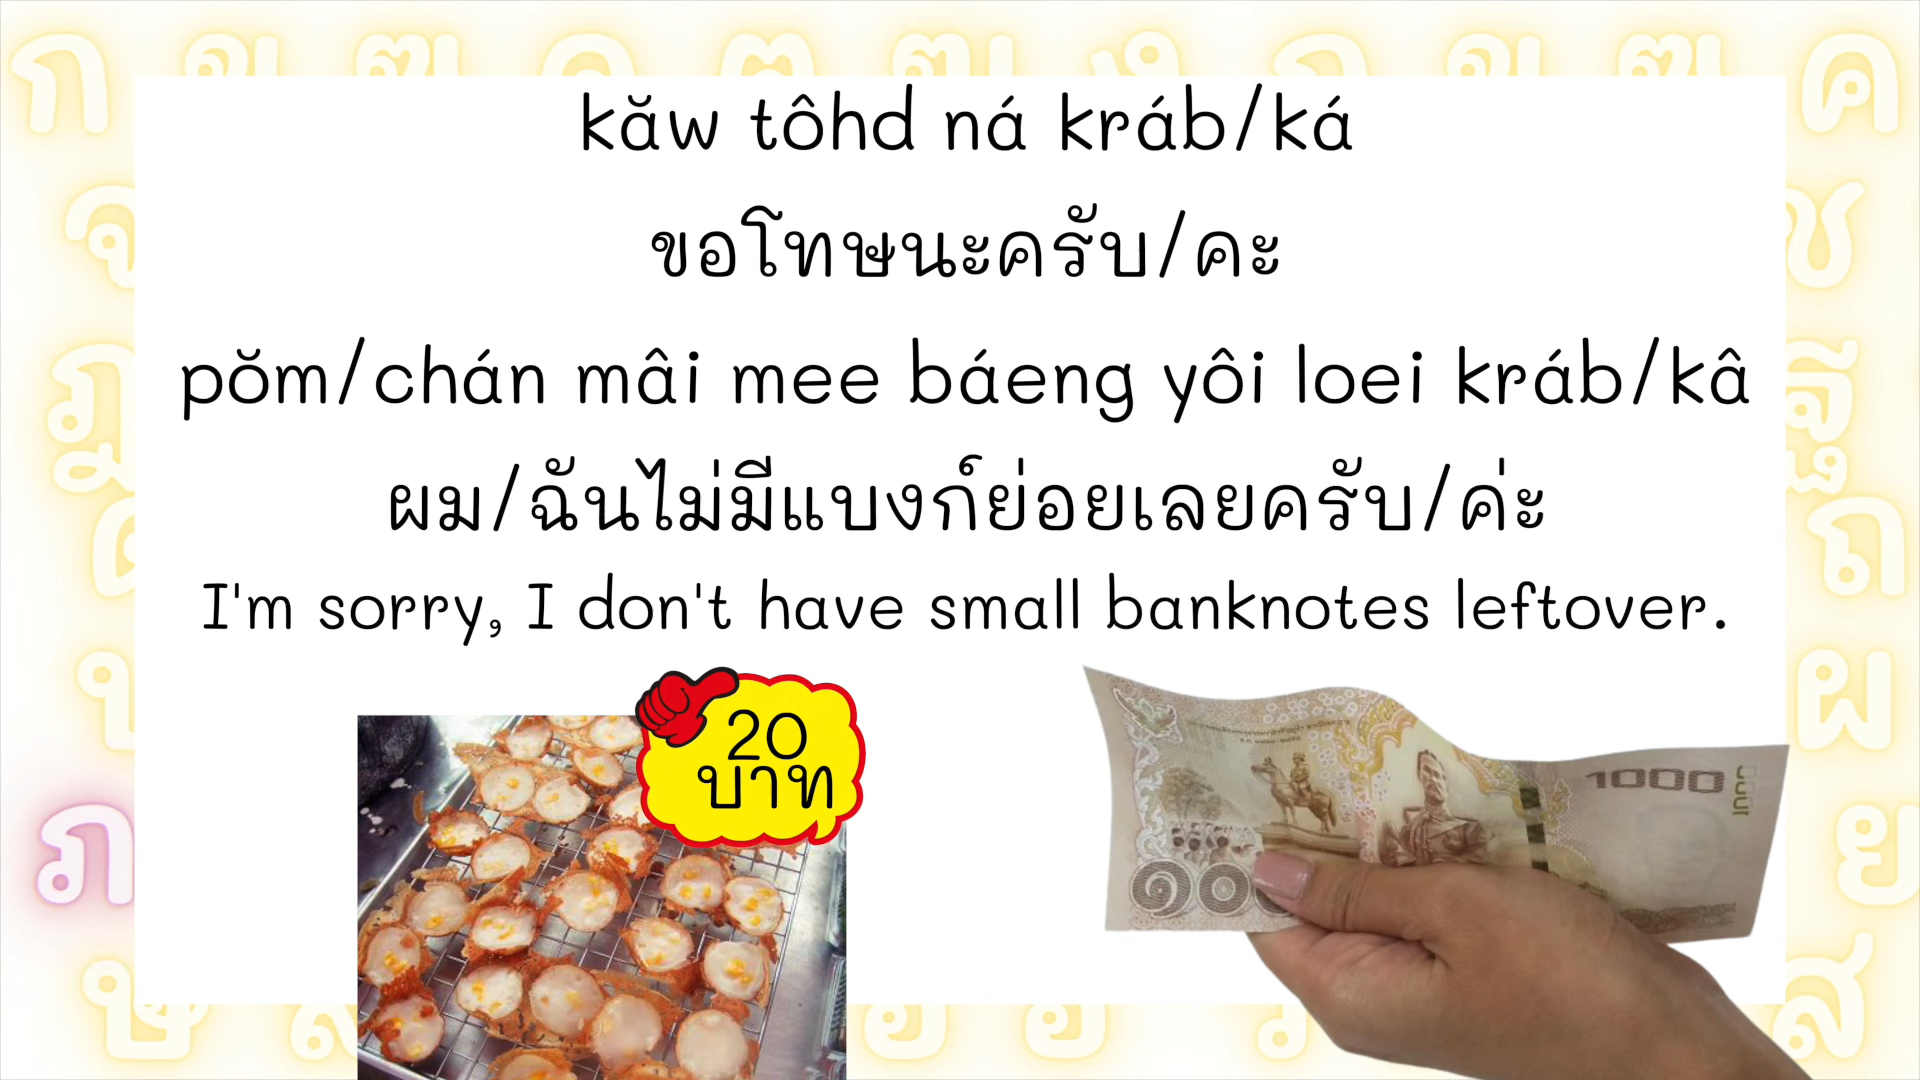 kăw tôhd ná kráb/ká
ขอโทษนะครับ/คะ
pŏm/chán mâi mee báeng yôi loei kráb/kâ
ผม/ฉันไม่มีแบงก์ย่อยเลยครับ/ค่ะ
I'm sorry, I don't have small banknotes leftover.
20
บาท
1000